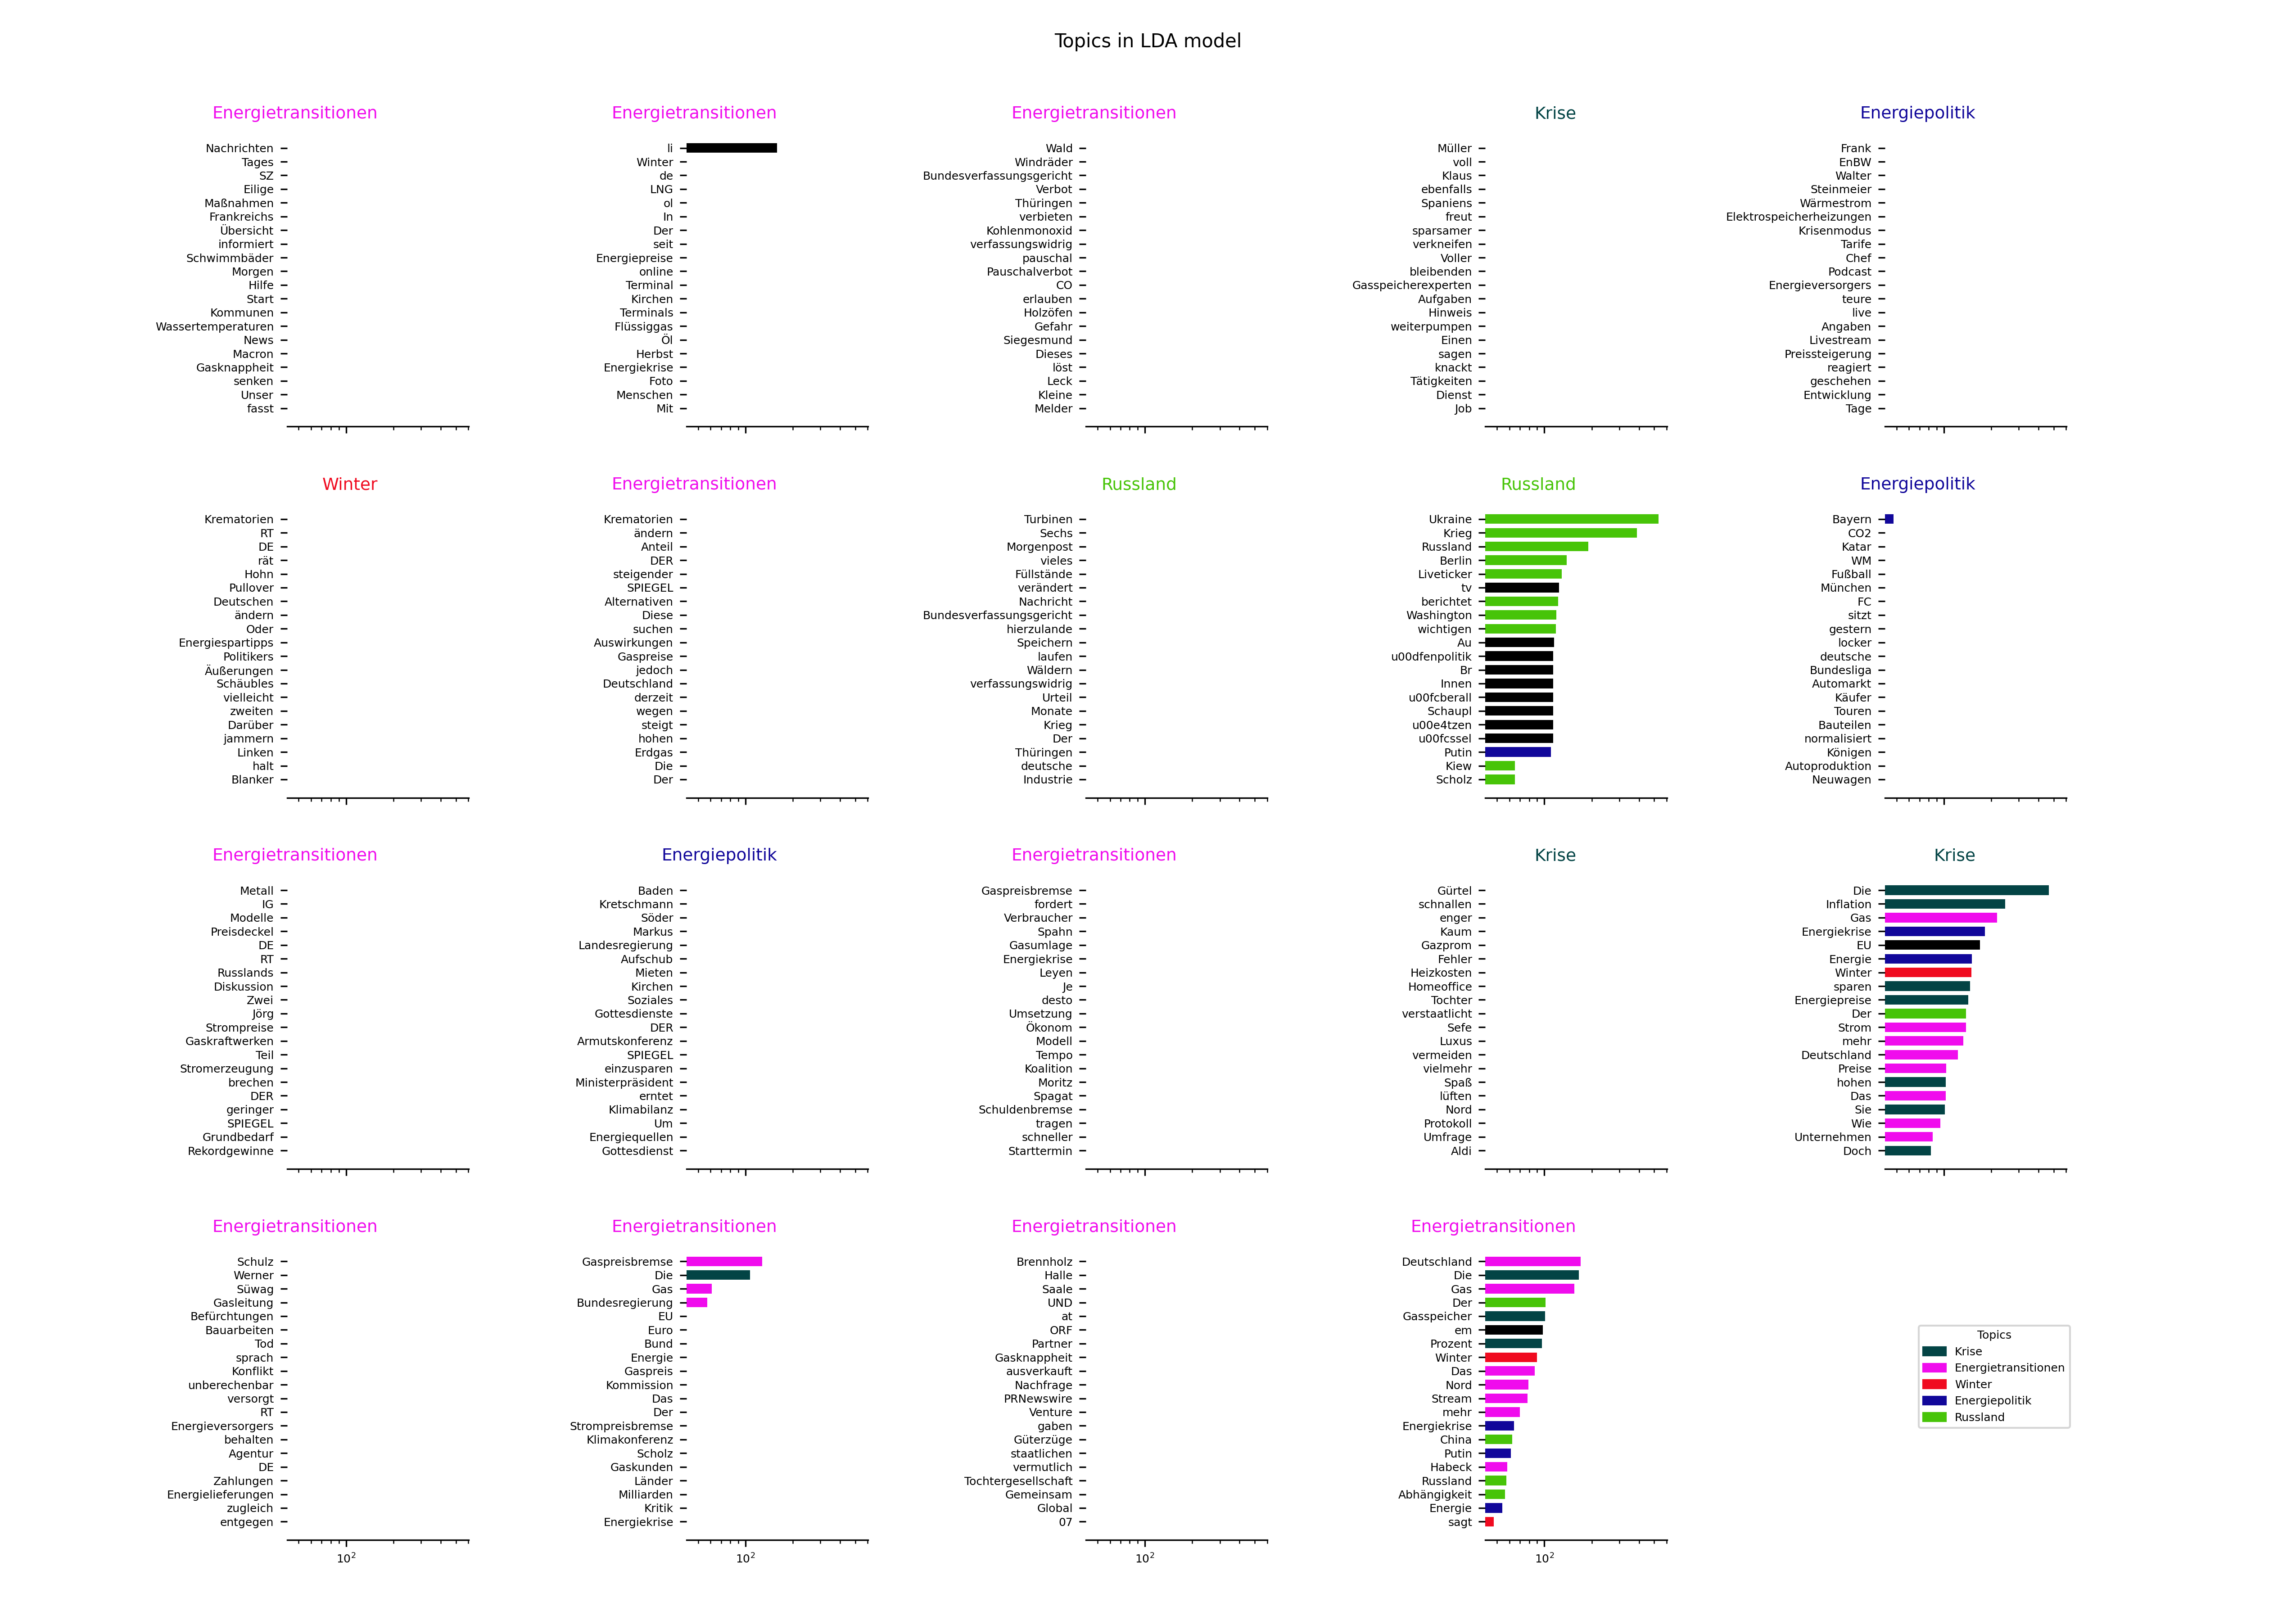 Topics in LDA model
Energietransitionen
Nachrichten
Tages
SZ
Eilige
Maßnahmen
Frankreichs
Übersicht
informiert
Schwimmbäder
Morgen
Hilfe
Start
Kommunen
Wassertemperaturen
News
Macron
Gasknappheit
senken
Unser
fasst
Energietransitionen
li
Winter
de
LNG
ol
In
Der
seit
Energiepreise
online
Terminal
Kirchen
Terminals
Flüssiggas
Öl
Herbst
Energiekrise
Foto
Menschen
Mit
Energietransitionen
Wald
Windräder
Bundesverfassungsgericht
Verbot
Thüringen
verbieten
Kohlenmonoxid
verfassungswidrig
pauschal
Pauschalverbot
CO
erlauben
Holzöfen
Gefahr
Siegesmund
Dieses
löst
Leck
Kleine
Melder
Krise
Müller
voll
Klaus
ebenfalls
Spaniens
freut
sparsamer
verkneifen
Voller
bleibenden
Gasspeicherexperten
Aufgaben
Hinweis
weiterpumpen
Einen
sagen
knackt
Tätigkeiten
Dienst
Job
Energiepolitik
Frank
EnBW
Walter
Steinmeier
Wärmestrom
Elektrospeicherheizungen
Krisenmodus
Tarife
Chef
Podcast
Energieversorgers
teure
live
Angaben
Livestream
Preissteigerung
reagiert
geschehen
Entwicklung
Tage
Winter
Krematorien
RT
DE
rät
Hohn
Pullover
Deutschen
ändern
Oder
Energiespartipps
Politikers
Äußerungen
Schäubles
vielleicht
zweiten
Darüber
jammern
Linken
halt
Blanker
Energietransitionen
Krematorien
ändern
Anteil
DER
steigender
SPIEGEL
Alternativen
Diese
suchen
Auswirkungen
Gaspreise
jedoch
Deutschland
derzeit
wegen
steigt
hohen
Erdgas
Die
Der
Russland
Turbinen
Sechs
Morgenpost
vieles
Füllstände
verändert
Nachricht
Bundesverfassungsgericht
hierzulande
Speichern
laufen
Wäldern
verfassungswidrig
Urteil
Monate
Krieg
Der
Thüringen
deutsche
Industrie
Russland
Ukraine
Krieg
Russland
Berlin
Liveticker
tv
berichtet
Washington
wichtigen
Au
u00dfenpolitik
Br
Innen
u00fcberall
Schaupl
u00e4tzen
u00fcssel
Putin
Kiew
Scholz
Energiepolitik
Bayern
CO2
Katar
WM
Fußball
München
FC
sitzt
gestern
locker
deutsche
Bundesliga
Automarkt
Käufer
Touren
Bauteilen
normalisiert
Königen
Autoproduktion
Neuwagen
Energietransitionen
Metall
IG
Modelle
Preisdeckel
DE
RT
Russlands
Diskussion
Zwei
Jörg
Strompreise
Gaskraftwerken
Teil
Stromerzeugung
brechen
DER
geringer
SPIEGEL
Grundbedarf
Rekordgewinne
Energiepolitik
Baden
Kretschmann
Söder
Markus
Landesregierung
Aufschub
Mieten
Kirchen
Soziales
Gottesdienste
DER
Armutskonferenz
SPIEGEL
einzusparen
Ministerpräsident
erntet
Klimabilanz
Um
Energiequellen
Gottesdienst
Energietransitionen
Gaspreisbremse
fordert
Verbraucher
Spahn
Gasumlage
Energiekrise
Leyen
Je
desto
Umsetzung
Ökonom
Modell
Tempo
Koalition
Moritz
Spagat
Schuldenbremse
tragen
schneller
Starttermin
Krise
Gürtel
schnallen
enger
Kaum
Gazprom
Fehler
Heizkosten
Homeoffice
Tochter
verstaatlicht
Sefe
Luxus
vermeiden
vielmehr
Spaß
lüften
Nord
Protokoll
Umfrage
Aldi
Krise
Die
Inflation
Gas
Energiekrise
EU
Energie
Winter
sparen
Energiepreise
Der
Strom
mehr
Deutschland
Preise
hohen
Das
Sie
Wie
Unternehmen
Doch
Energietransitionen
Schulz
Werner
Süwag
Gasleitung
Befürchtungen
Bauarbeiten
Tod
sprach
Konflikt
unberechenbar
versorgt
RT
Energieversorgers
behalten
Agentur
DE
Zahlungen
Energielieferungen
zugleich
entgegen
10²
Energietransitionen
Gaspreisbremse
Die
Gas
Bundesregierung
EU
Euro
Bund
Energie
Gaspreis
Kommission
Das
Der
Strompreisbremse
Klimakonferenz
Scholz
Gaskunden
Länder
Milliarden
Kritik
Energiekrise
10²
Energietransitionen
Brennholz
Halle
Saale
UND
at
ORF
Partner
Gasknappheit
ausverkauft
Nachfrage
PRNewswire
Venture
gaben
Güterzüge
staatlichen
vermutlich
Tochtergesellschaft
Gemeinsam
Global
07
10²
Energietransitionen
Deutschland
Die
Gas
Der
Gasspeicher
em
Prozent
Winter
Das
Nord
Stream
mehr
Energiekrise
China
Putin
Habeck
Russland
Abhängigkeit
Energie
sagt
10²
Topics
Krise
Energietransitionen
Winter
Energiepolitik
Russland